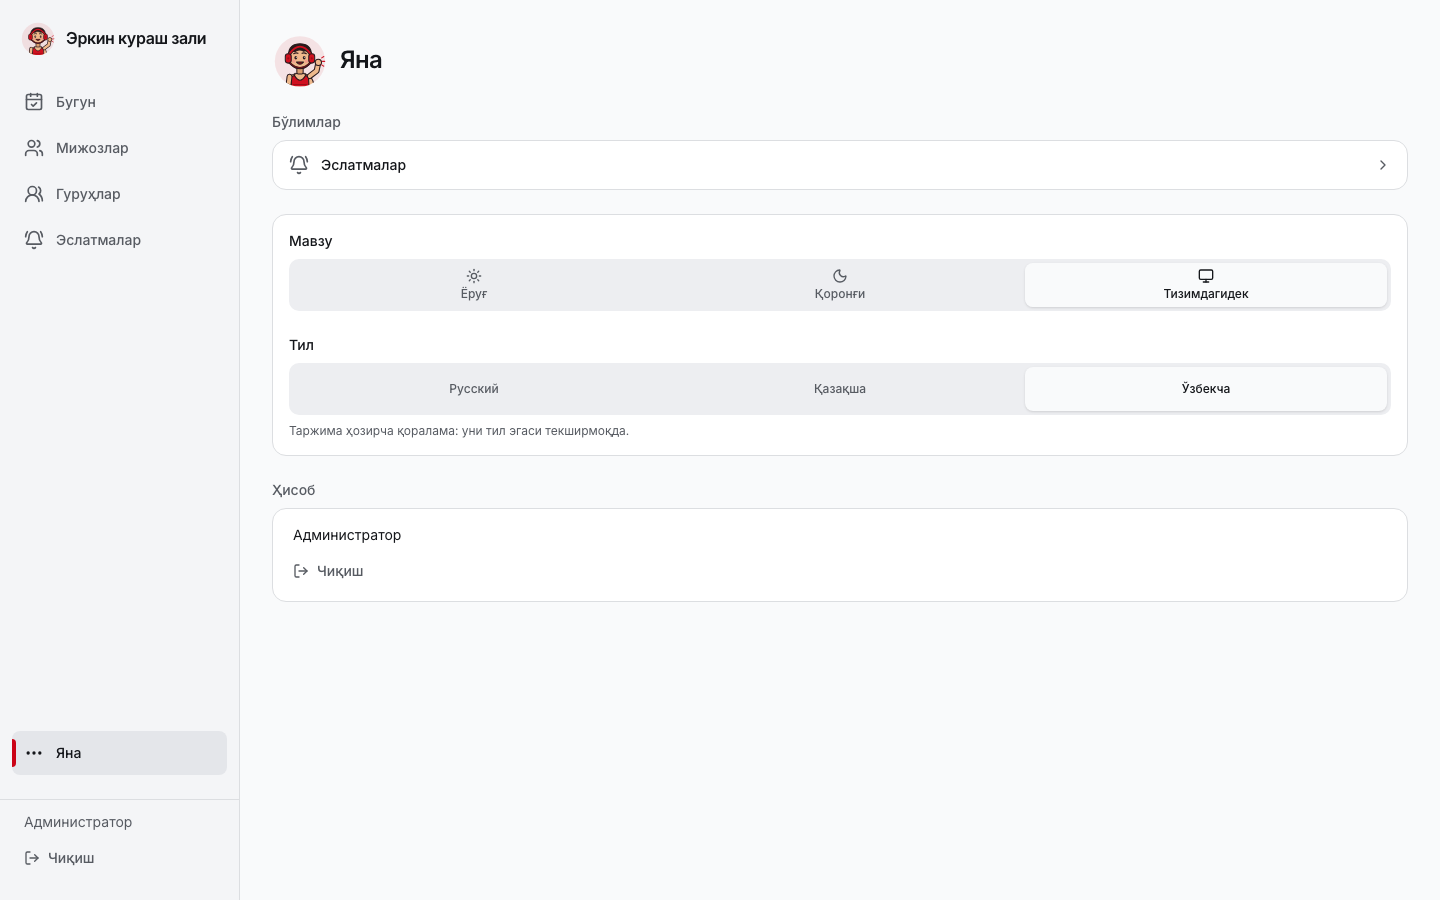 Эркин кураш зали
Бугун
Мижозлар
Гуруҳлар
Эслатмалар
Яна
Администратор
Чиқиш
Яна
Бўлимлар
Эслатмалар
Мавзу
Ёруғ
Қоронғи
Тизимдагидек
Тил
Русский
Қазақша
Ўзбекча
Таржима ҳозирча қоралама: уни тил эгаси текширмоқда.
Ҳисоб
Администратор
Чиқиш